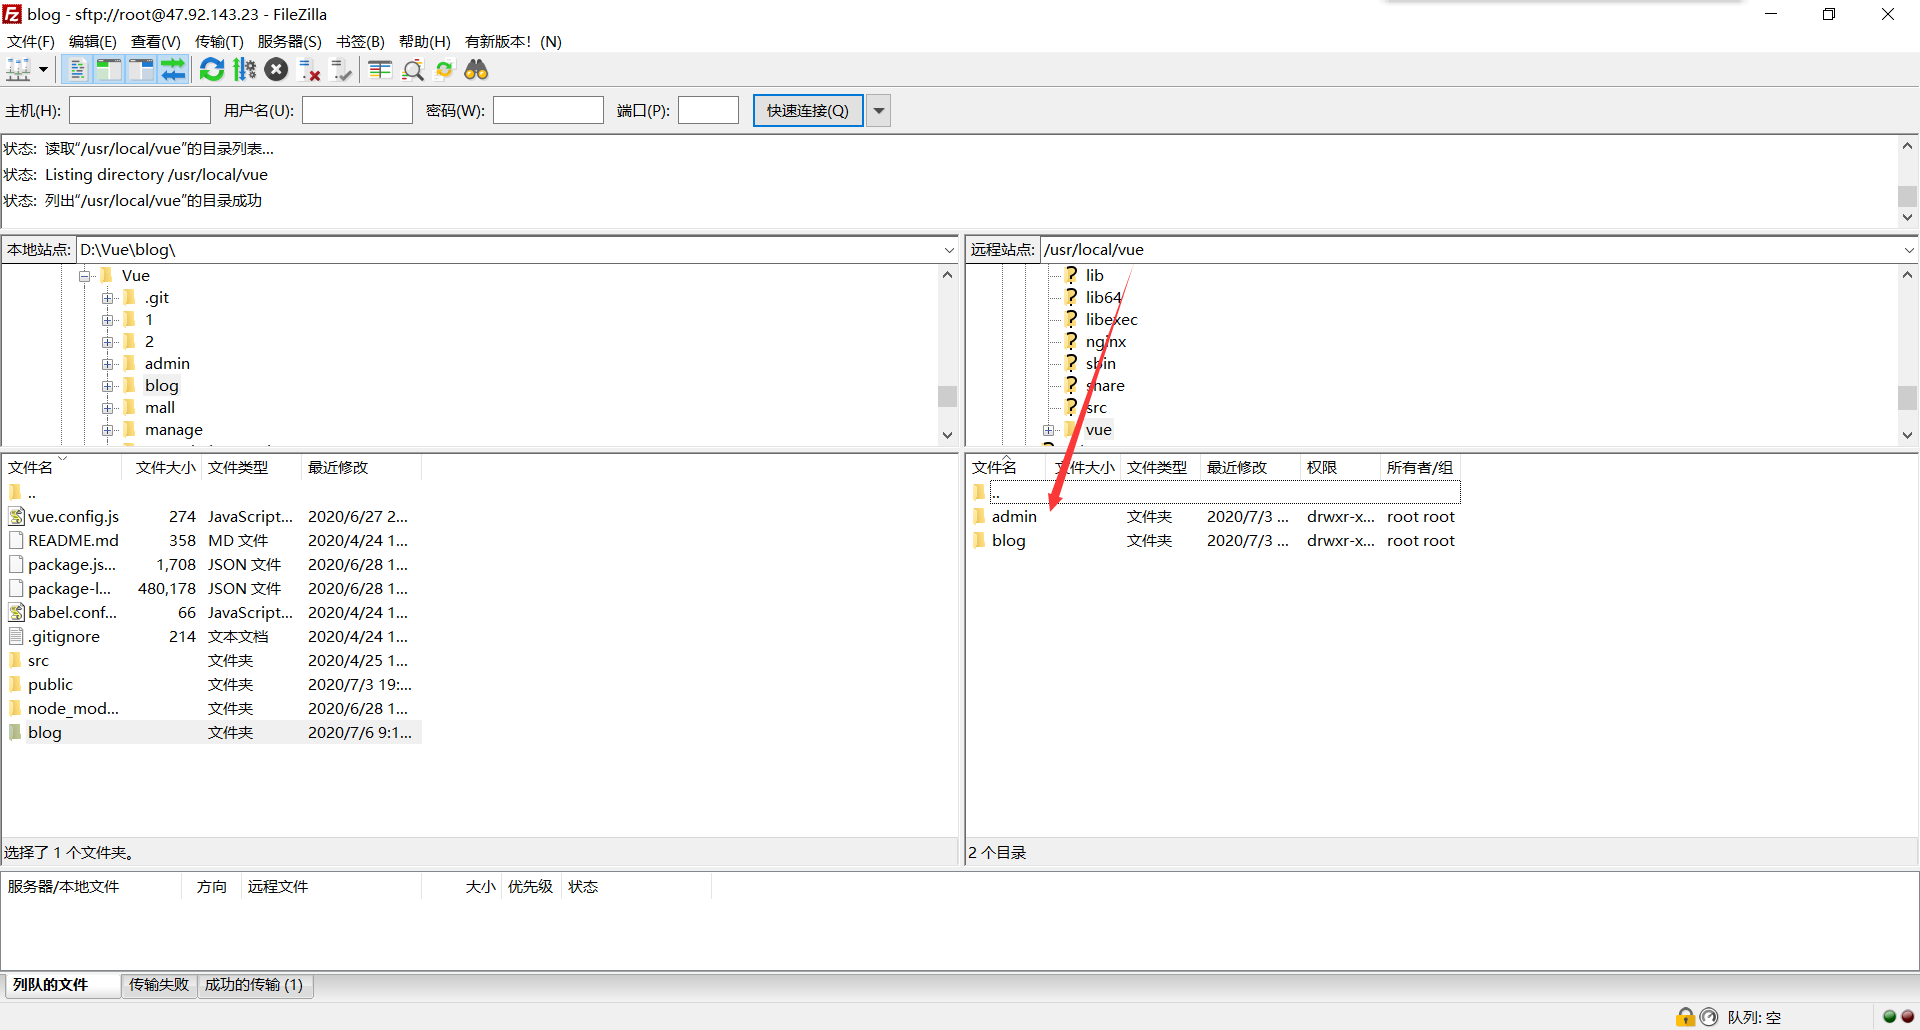 blog - sftp://root@47.92.143.23 - FileZilla
文件(F) 编辑(E) 查看(V) 传输(T) 服务器(S) 书签(B) 帮助(H) 有新版本! (N)
主机(H): 用户名(U): 密码(W): 端口(P): 快速连接(Q)
状态: 读取“/usr/local/vue”的目录列表...
状态: Listing directory /usr/local/vue
状态: 列出“/usr/local/vue”的目录成功
本地站点: D:\Vue\blog\
Vue
.git
1
2
admin
blog
mall
manage
远程站点: /usr/local/vue
lib
lib64
libexec
nginx
sbin
share
src
vue
文件名 文件大小 文件类型 最近修改
..
vue.config.js 274 JavaScript... 2020/6/27 2...
README.md 358 MD 文件 2020/4/24 1...
package.js... 1,708 JSON 文件 2020/6/28 1...
package-l... 480,178 JSON 文件 2020/6/28 1...
babel.conf... 66 JavaScript... 2020/4/24 1...
.gitignore 214 文本文档 2020/4/24 1...
src 文件夹 2020/4/25 1...
public 文件夹 2020/7/3 19:...
node_mod... 文件夹 2020/6/28 1...
blog 文件夹 2020/7/6 9:1...
选择了 1 个文件夹。
文件名 文件大小 文件类型 最近修改 权限 所有者/组
..
admin 文件夹 2020/7/3 ... drwxr-x... root root
blog 文件夹 2020/7/3 ... drwxr-x... root root
2 个目录
服务器/本地文件 方向 远程文件 大小 优先级 状态
列队的文件 传输失败 成功的传输 (1)
队列: 空